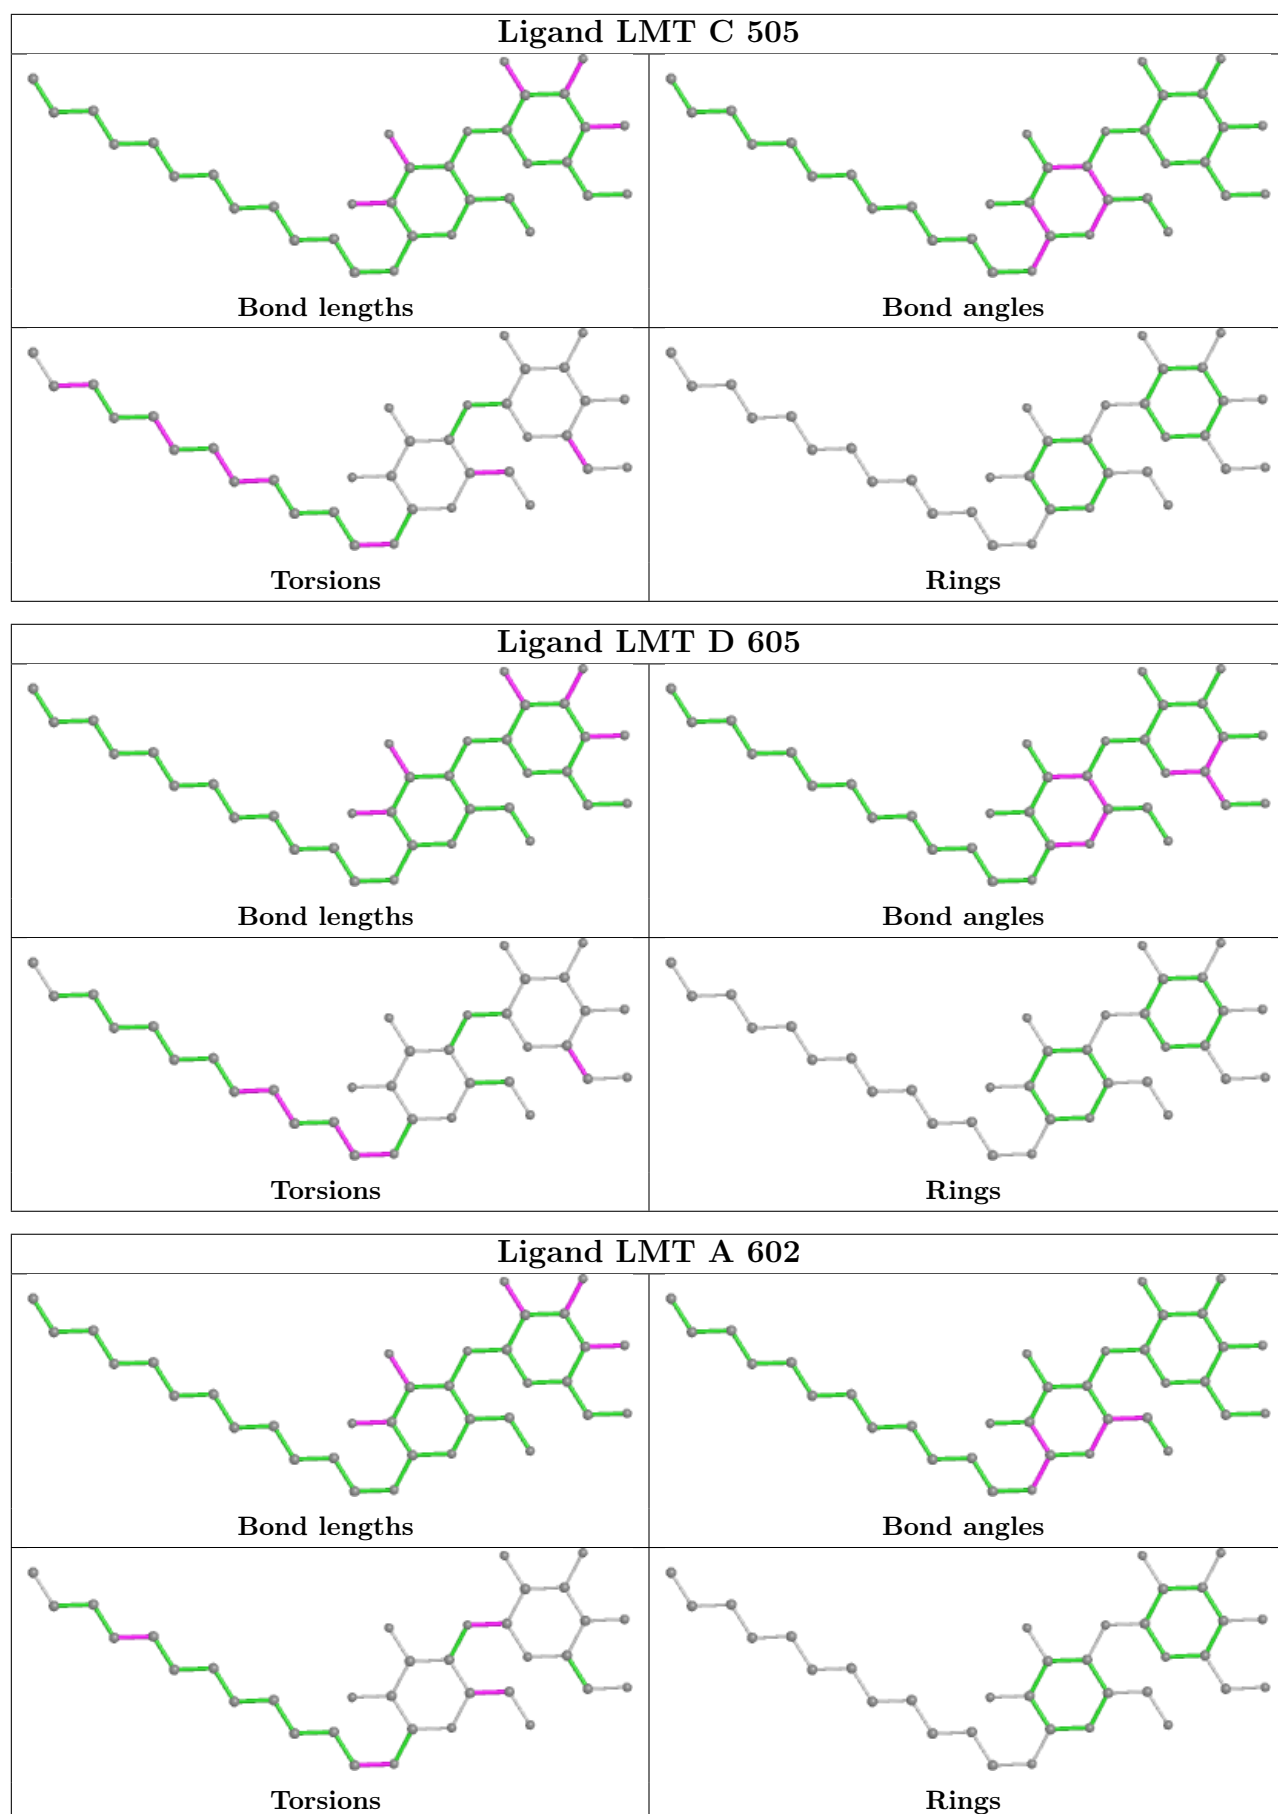 Ligand LMT C 505
Bond lengths
Bond angles
Torsions
Rings
Ligand LMT D 605
Bond lengths
Bond angles
Torsions
Rings
Ligand LMT A 602
Bond lengths
Bond angles
Torsions
Rings